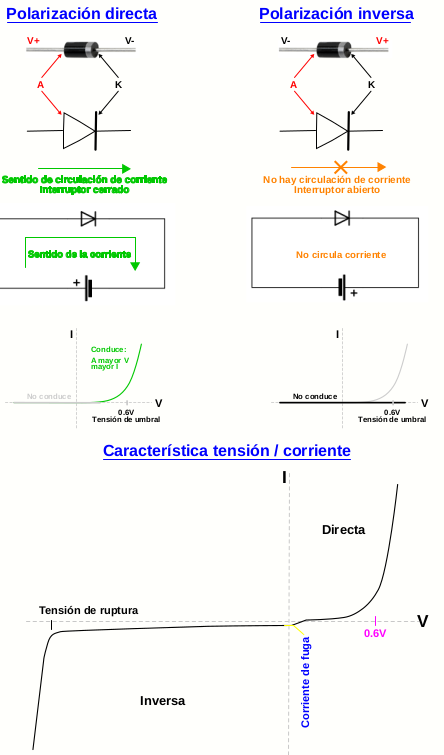 Polarización directa
Polarización inversa
V+
V-
V-
V+
A
K
A
K
Sentido de circulación de corriente
Interruptor cerrado
No hay circulación de corriente
Interruptor abierto
Sentido de la corriente
+
No circula corriente
+
I
Conduce:
A mayor V
mayor I
No conduce
V
0.6V
Tensión de umbral
I
No conduce
V
0.6V
Tensión de umbral
Característica tensión / corriente
I
Directa
Tensión de ruptura
V
0.6V
Corriente de fuga
Inversa